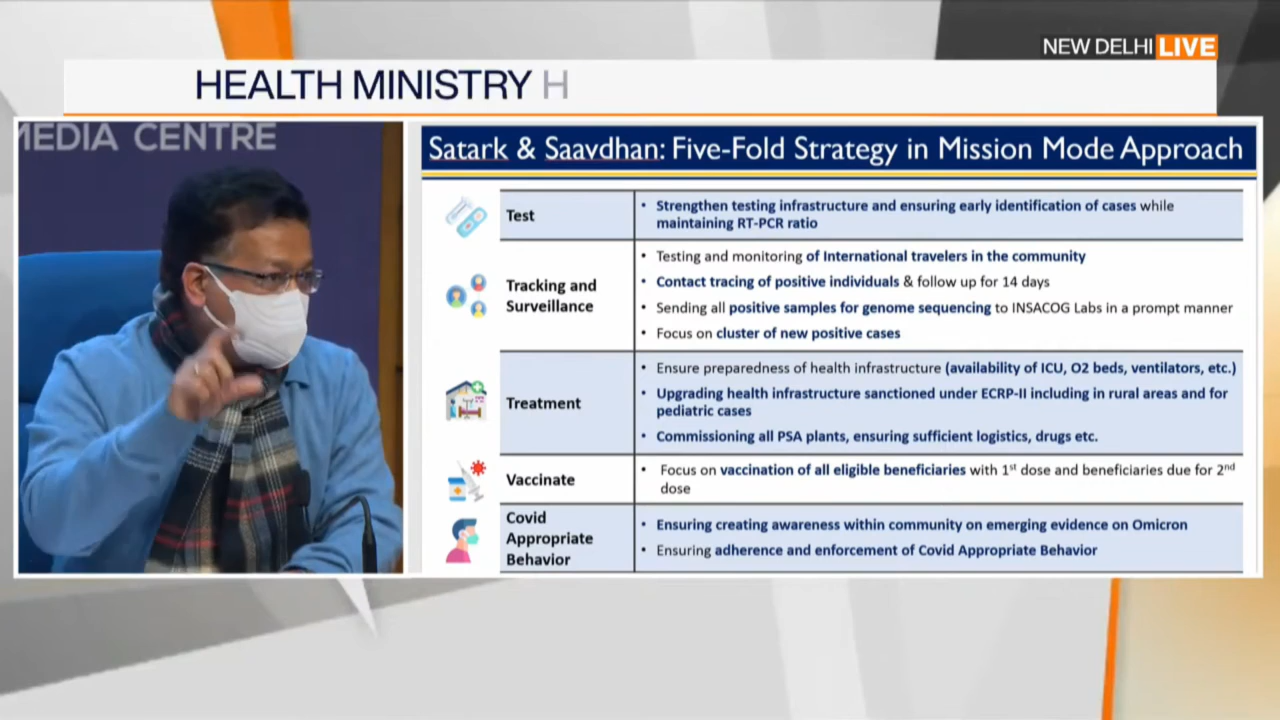 NEW DELHI LIVE
HEALTH MINISTRY H
MEDIA CENTRE
Satark & Saavdhan: Five-Fold Strategy in Mission Mode Approach
Test
• Strengthen testing infrastructure and ensuring early identification of cases while
maintaining RT-PCR ratio
Tracking and
Surveillance
• Testing and monitoring of International travelers in the community
• Contact tracing of positive individuals & follow up for 14 days
• Sending all positive samples for genome sequencing to INSACOG Labs in a prompt manner
• Focus on cluster of new positive cases
Treatment
• Ensure preparedness of health infrastructure (availability of ICU, O2 beds, ventilators, etc.)
• Upgrading health infrastructure sanctioned under ECRP-II including in rural areas and for
pediatric cases
• Commissioning all PSA plants, ensuring sufficient logistics, drugs etc.
Vaccinate
• Focus on vaccination of all eligible beneficiaries with 1st dose and beneficiaries due for 2nd
dose
Covid
Appropriate
Behavior
• Ensuring creating awareness within community on emerging evidence on Omicron
• Ensuring adherence and enforcement of Covid Appropriate Behavior